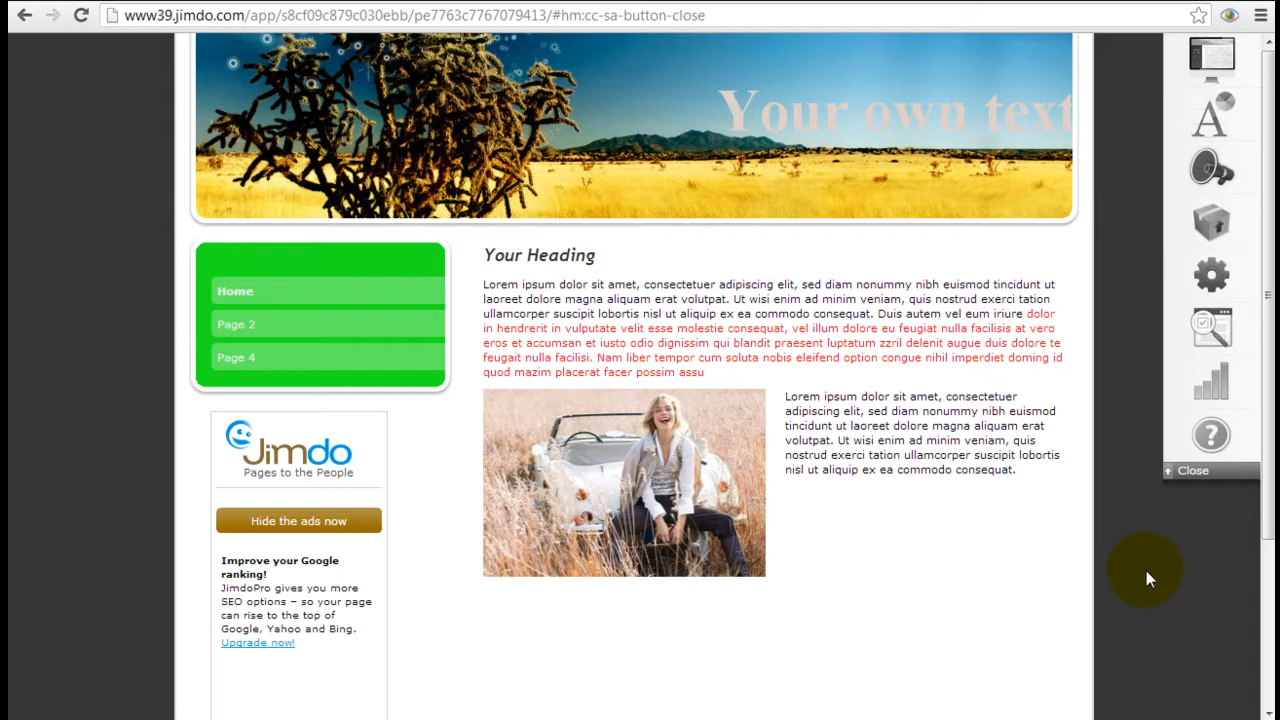 www39.jimdo.com/app/s8cf09c879c030ebb/pe7763c7767079413/#hm:cc-sa-button-close
Your own text
Home
Page 2
Page 4
Your Heading
Lorem ipsum dolor sit amet, consectetuer adipiscing elit, sed diam nonummy nibh euismod tincidunt ut
laoreet dolore magna aliquam erat volutpat. Ut wisi enim ad minim veniam, quis nostrud exerci tation
ullamcorper suscipit lobortis nisl ut aliquip ex ea commodo consequat. Duis autem vel eum iriure dolor
in hendrerit in vulputate velit esse molestie consequat, vel illum dolore eu feugiat nulla facilisis at vero
eros et accumsan et iusto odio dignissim qui blandit praesent luptatum zzril delenit augue duis dolore te
feugait nulla facilisi. Nam liber tempor cum soluta nobis eleifend option congue nihil imperdiet doming id
quod mazim placerat facer possim assu
Lorem ipsum dolor sit amet, consectetuer
adipiscing elit, sed diam nonummy nibh euismod
tincidunt ut laoreet dolore magna aliquam erat
volutpat. Ut wisi enim ad minim veniam, quis
nostrud exerci tation ullamcorper suscipit lobortis
nisl ut aliquip ex ea commodo consequat.
Jimdo
Pages to the People
Hide the ads now
Improve your Google
ranking!
JimdoPro gives you more
SEO options – so your page
can rise to the top of
Google, Yahoo and Bing.
Upgrade now!
A
?
Close